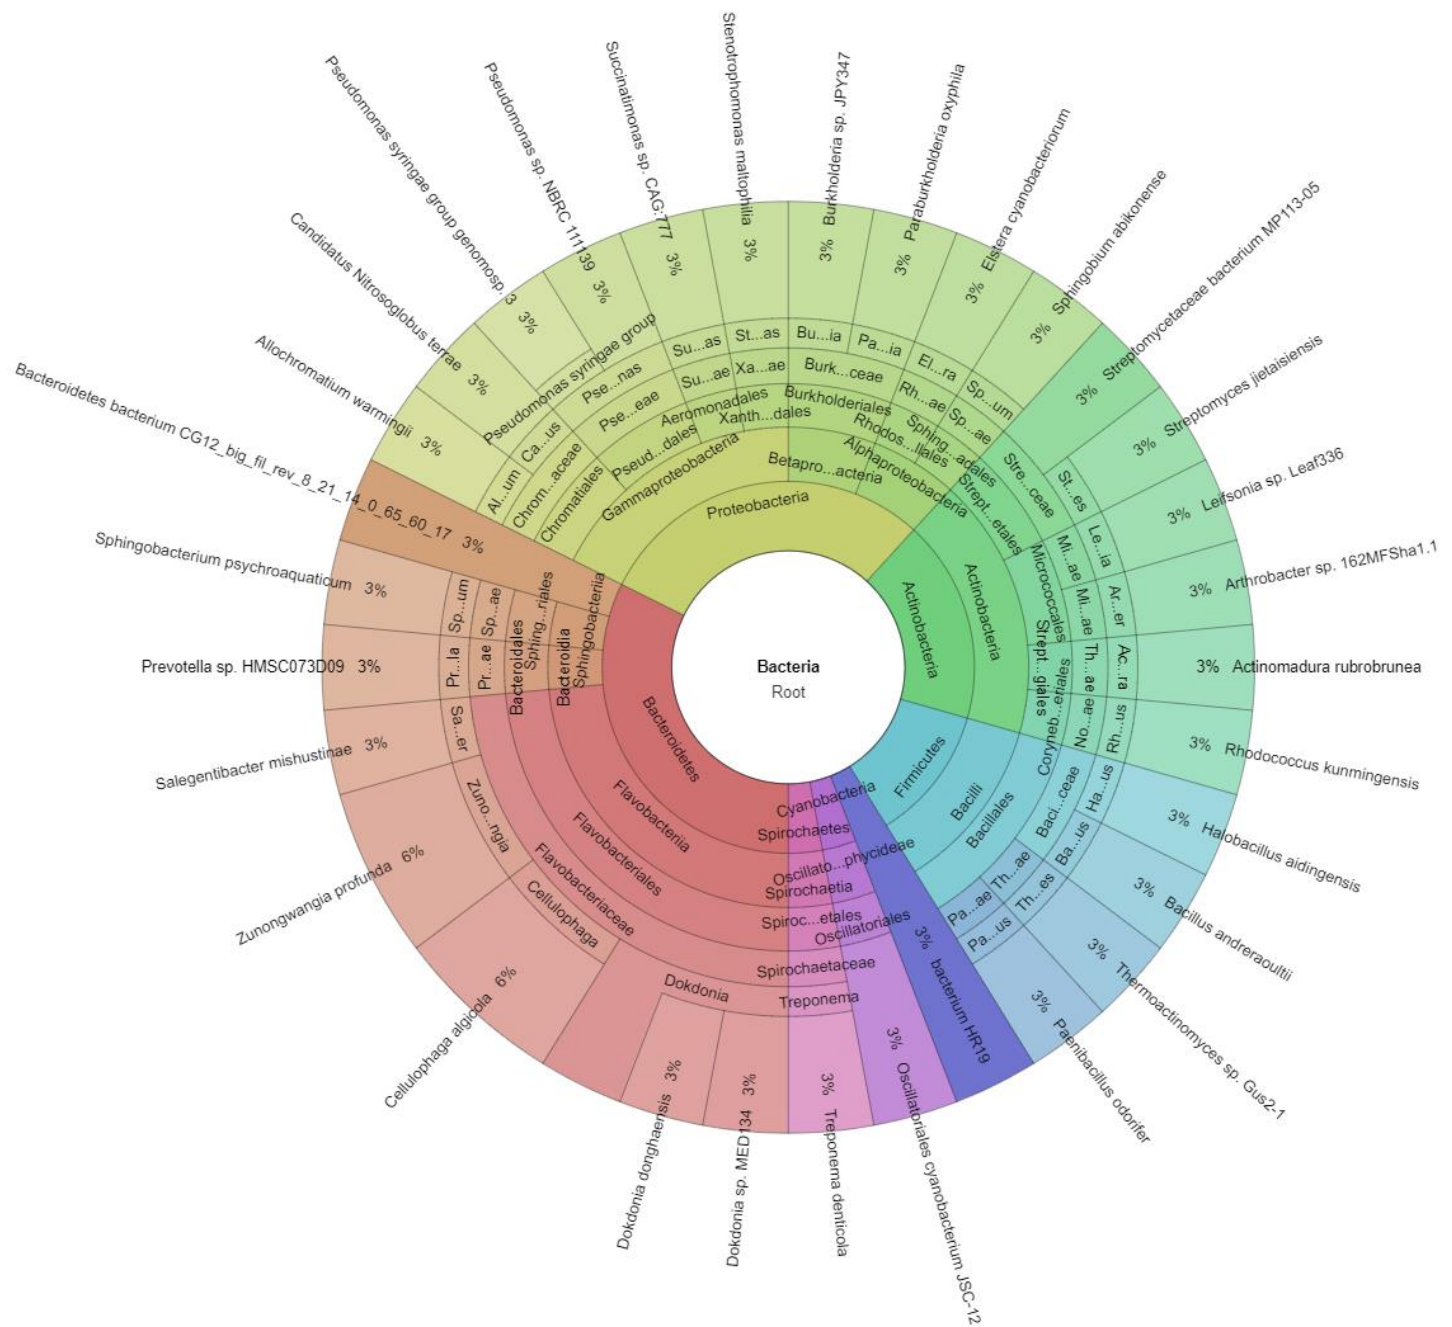 Bacteria
Root
Proteobacteria
Gammaproteobacteria
Betapro...acteria
Alphaproteobacteria
Chromatiales
Pseud...dales
Aeromonadales
Xanth...dales
Burkholderiales
Rhodos...llales
Sphing...adales
Chrom...aceae
Pse...eae
Su...ae
Xa...ae
Burk...ceae
Rh...ae
Sp...ae
Al...um
Ca...us
Pse...nas
Su...as
St...as
Bu...ia
Pa...ia
El...ra
Sp...um
Pseudomonas syringae group
Allochromatium warmingii 3%
Candidatus Nitrosoglobus terrae 3%
Pseudomonas syringae group genomosp. 3 3%
Pseudomonas sp. NBRC 111139 3%
Succinatimonas sp. CAG:777 3%
Stenotrophomonas maltophilia 3%
3% Burkholderia sp. JPY347
3% Paraburkholderia oxyphila
3% Elstera cyanobacteriorum
3% Sphingobium abikonense
Actinobacteria
Actinobacteria
Strept...etales
Micrococcales
Strept...giales
Coryneb...eriales
Stre...ceae
Mi...ae
Mi...ae
Th...ae
No...ae
St...es
Le...ia
Ar...er
Ac...ra
Rh...us
3% Streptomycetaceae bacterium MP113-05
3% Streptomyces jietaisiensis
3% Leifsonia sp. Leaf336
3% Arthrobacter sp. 162MFSha1.1
3% Actinomadura rubrobrunea
3% Rhodococcus kunmingensis
Firmicutes
Bacilli
Bacillales
Baci...ceae
Th...ae
Pa...ae
Ha...us
Ba...us
Th...es
Pa...us
3% Halobacillus aidingensis
3% Bacillus andreraoultii
3% Thermoactinomyces sp. Gus2-1
3% Paenibacillus odorifer
3% bacterium HR19
Cyanobacteria
Oscillato...phycideae
Oscillatoriales
3% Oscillatoriales cyanobacterium JSC-12
Spirochaetes
Spirochaetia
Spiroc...etales
Spirochaetaceae
Treponema
3% Treponema denticola
Bacteroidetes
Flavobacteriia
Flavobacteriales
Flavobacteriaceae
Dokdonia
Dokdonia sp. MED134 3%
Dokdonia donghaensis 3%
Cellulophaga
Cellulophaga algicola 6%
Zuno...ngia
Zunongwangia profunda 6%
Sa...er
Salegentibacter mishustinae 3%
Bacteroidia
Bacteroidales
Pr...ae
Pr...la
Prevotella sp. HMSC073D09 3%
Sphingobacteriia
Sphing...riales
Sp...ae
Sp...um
Sphingobacterium psychroaquaticum 3%
Bacteroidetes bacterium CG12_big_fil_rev_8_21_14_0_65_60_17 3%